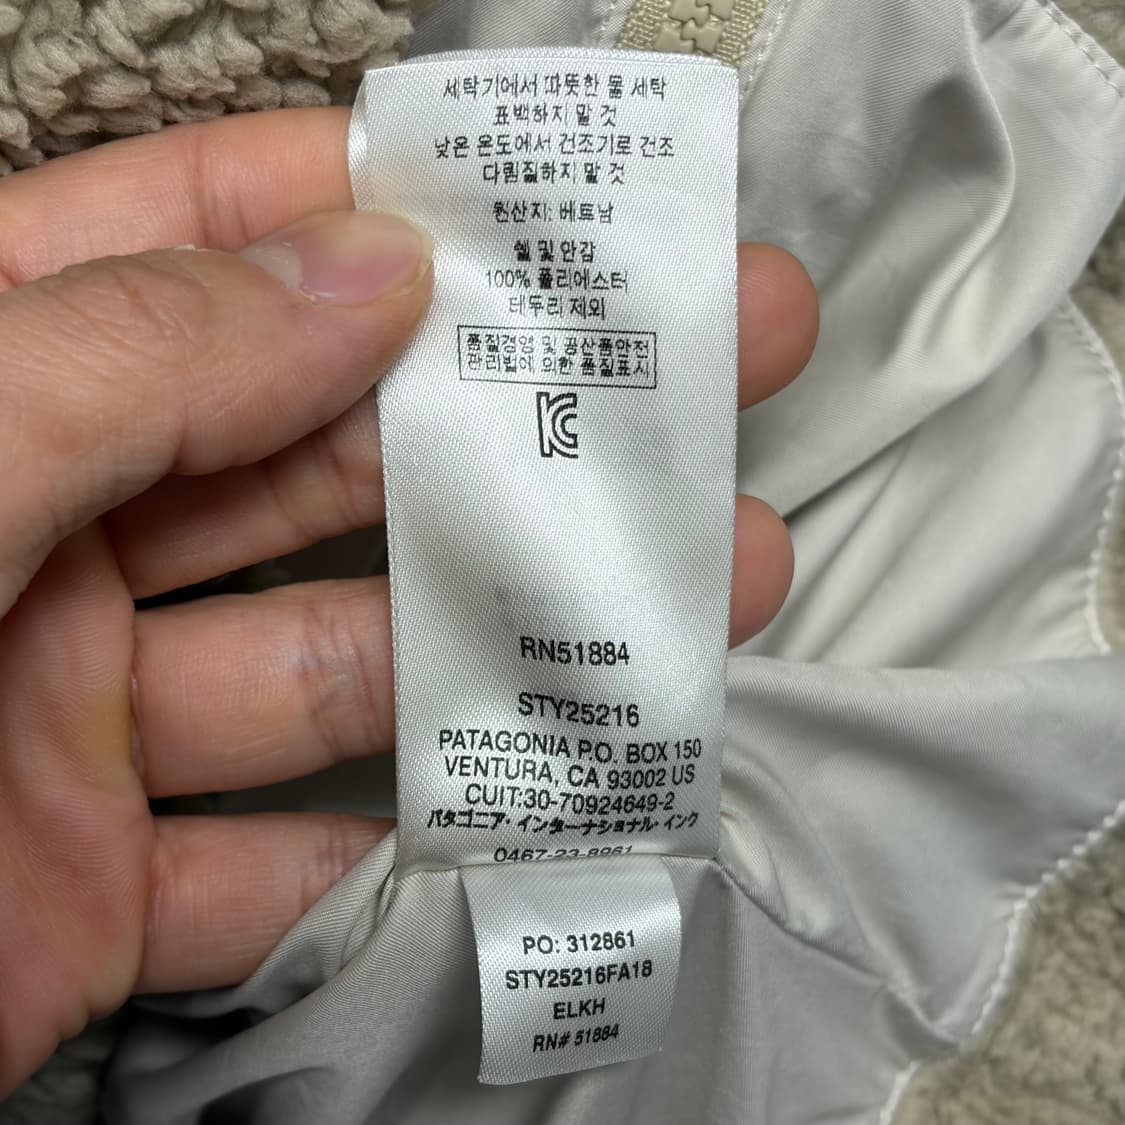 세탁기에서 따뜻한 물 세탁
표백하지 말 것
낮은 온도에서 건조기로 건조
다림질하지 말 것
원산지: 베트남
쉘 및 안감
100% 폴리에스터
테두리 제외
품질경영 및 공산품안전
관리법에 의한 품질표시
KC
RN51884
STY25216
PATAGONIA P.O. BOX 150
VENTURA, CA 93002 US
CUIT:30-70924649-2
パタゴニア・インターナショナル・インク
0467-23-8961
PO: 312861
STY25216FA18
ELKH
RN# 51884